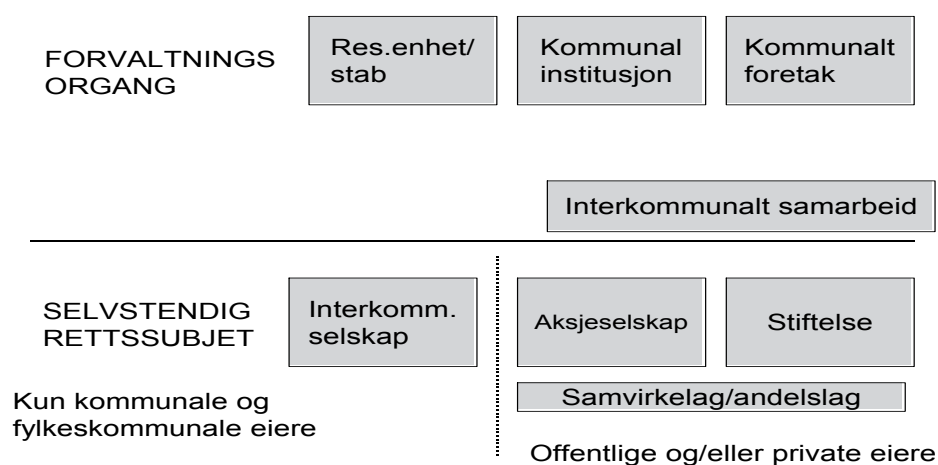 FORVALTNINGS
ORGANG
Res.enhet/
stab
Kommunal
institusjon
Kommunalt
foretak
Interkommunalt samarbeid
SELVSTENDIG
RETTSSUBJET
Interkomm.
selskap
Aksjeselskap
Stiftelse
Samvirkelag/andelslag
Kun kommunale og
fylkeskommunale eiere
Offentlige og/eller private eiere